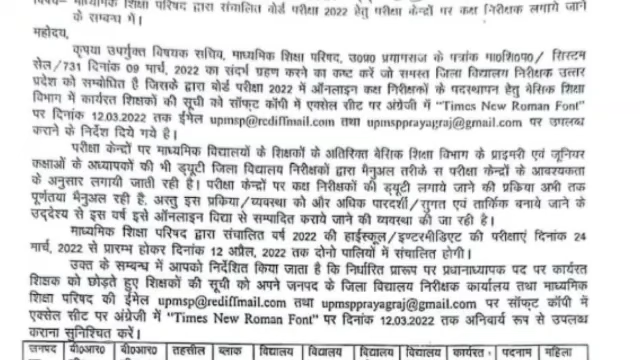 विषय– माध्यमिक शिक्षा परिषद द्वारा संचालित बोर्ड परीक्षा 2022 हेतु परीक्षा केन्द्रों पर कक्ष निरीक्षक लगाये जाने
के सम्बन्ध में।
महोदय,
कृपया उपर्युक्त विषयक सचिव, माध्यमिक शिक्षा परिषद, उ०प्र० प्रयागराज के पत्रांक मा०शि०प०/ सिस्टम
सेल/731 दिनांक 09 मार्च, 2022 का संदर्भ ग्रहण करने का कष्ट करें जो समस्त जिला विद्यालय निरीक्षक उत्तर
प्रदेश को सम्बोधित है जिसके द्वारा बोर्ड परीक्षा 2022 में ऑनलाइन कक्ष निरीक्षकों के पदस्थापन हेतु बेसिक शिक्षा
विभाग में कार्यरत शिक्षकों की सूची को सॉफ्ट कॉपी में एक्सेल सीट पर अंग्रेजी में "Times New Roman Font"
पर दिनांक 12.03.2022 तक ईमेल upmsp@rediffmail.com तथा upmspprayagraj@gmail.com पर उपलब्ध
कराने के निर्देश दिये गये है।
परीक्षा केन्द्रों पर माध्यमिक विद्यालयों के शिक्षकों के अतिरिक्त बेसिक शिक्षा विभाग के प्राइमरी एवं जूनियर
कक्षाओं के अध्यापकों की भी ड्यूटी जिला विद्यालय निरीक्षकों द्वारा मैनुअल तरीके स परीक्षा केन्द्रों के आवश्यकता
के अनुसार लगायी जाती रही है। परीक्षा केन्द्रों पर कक्ष निरीक्षकों की ड्यूटी लगाये जाने की प्रक्रिया अभी तक
पूर्णतया मैनुअल रही है, अस्तु इस प्रक्रिया/व्यवस्था को और अधिक पारदर्शी/सुगत एवं तार्किक बनाये जाने के
उद्देश्य से इस वर्ष इसे ऑनलाइन विद्या से सम्पादित कराये जाने की व्यवस्था की जा रही है।
माध्यमिक शिक्षा परिषद द्वारा संचालित वर्ष 2022 की हाईस्कूल/इण्टरमीडिएट की परीक्षाएं दिनांक 24
मार्च, 2022 से प्रारम्भ होकर दिनांक 12 अप्रैल, 2022 तक दोनो पालियों में संचालित होगी।
उक्त के सम्बन्ध में आपको निर्देशित किया जाता है कि निर्धारित प्रारूप पर प्रधानाध्यापक पद पर कार्यरत
शिक्षक को छोड़ते हुए शिक्षकों की सूची को अपने जनपद के जिला विद्यालय निरीक्षक कार्यालय तथा माध्यमिक
शिक्षा परिषद की ईमेल upmsp@rediffmail.com तथा upmspprayagraj@gmail.com पर सॉफ्ट कॉपी में
एक्सेल सीट पर अंग्रेजी में "Times New Roman Font" पर दिनांक 12.03.2022 तक अनिवार्य रूप से उपलब्ध
कराना सुनिश्चित करें।
जनपद बी०आर० बी०आर० तहसील ब्लाक विद्यालय विद्यालय विद्यालय विद्यालय कार्यरत पदनाम महिला